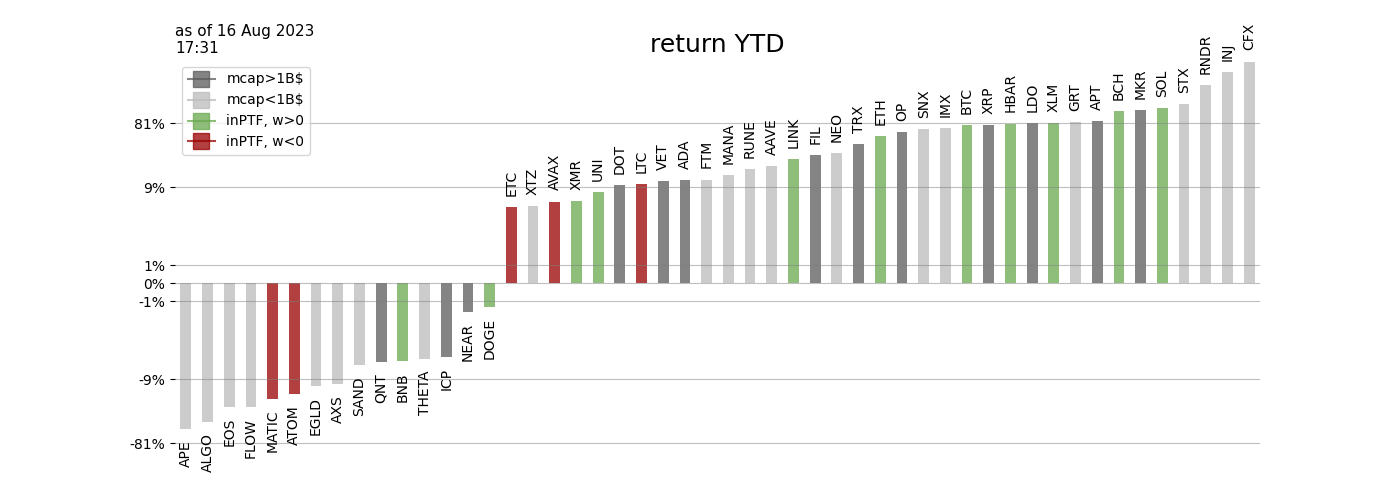 as of 16 Aug 2023
17:31
return YTD
mcap>1B$
mcap<1B$
inPTF, w>0
inPTF, w<0
81%
9%
1%
0%
-1%
-9%
-81%
APE
ALGO
EOS
FLOW
MATIC
ATOM
EGLD
AXS
SAND
QNT
BNB
THETA
ICP
NEAR
DOGE
ETC
XTZ
AVAX
XMR
UNI
DOT
LTC
VET
ADA
FTM
MANA
RUNE
AAVE
LINK
FIL
NEO
TRX
ETH
OP
SNX
IMX
BTC
XRP
HBAR
LDO
XLM
GRT
APT
BCH
MKR
SOL
STX
RNDR
INJ
CFX